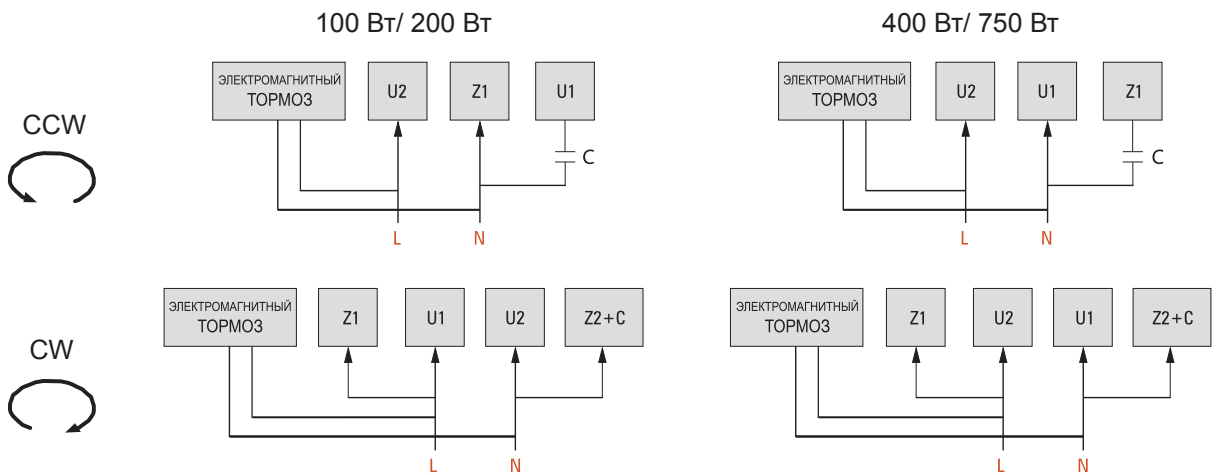 100 Вт/ 200 Вт
400 Вт/ 750 Вт
CCW
ЭЛЕКТРОМАГНИТНЫЙ
ТОРМОЗ
U2
Z1
U1
C
L
N
ЭЛЕКТРОМАГНИТНЫЙ
ТОРМОЗ
U2
U1
Z1
C
L
N
CW
ЭЛЕКТРОМАГНИТНЫЙ
ТОРМОЗ
Z1
U1
U2
Z2+C
L
N
ЭЛЕКТРОМАГНИТНЫЙ
ТОРМОЗ
Z1
U2
U1
Z2+C
L
N